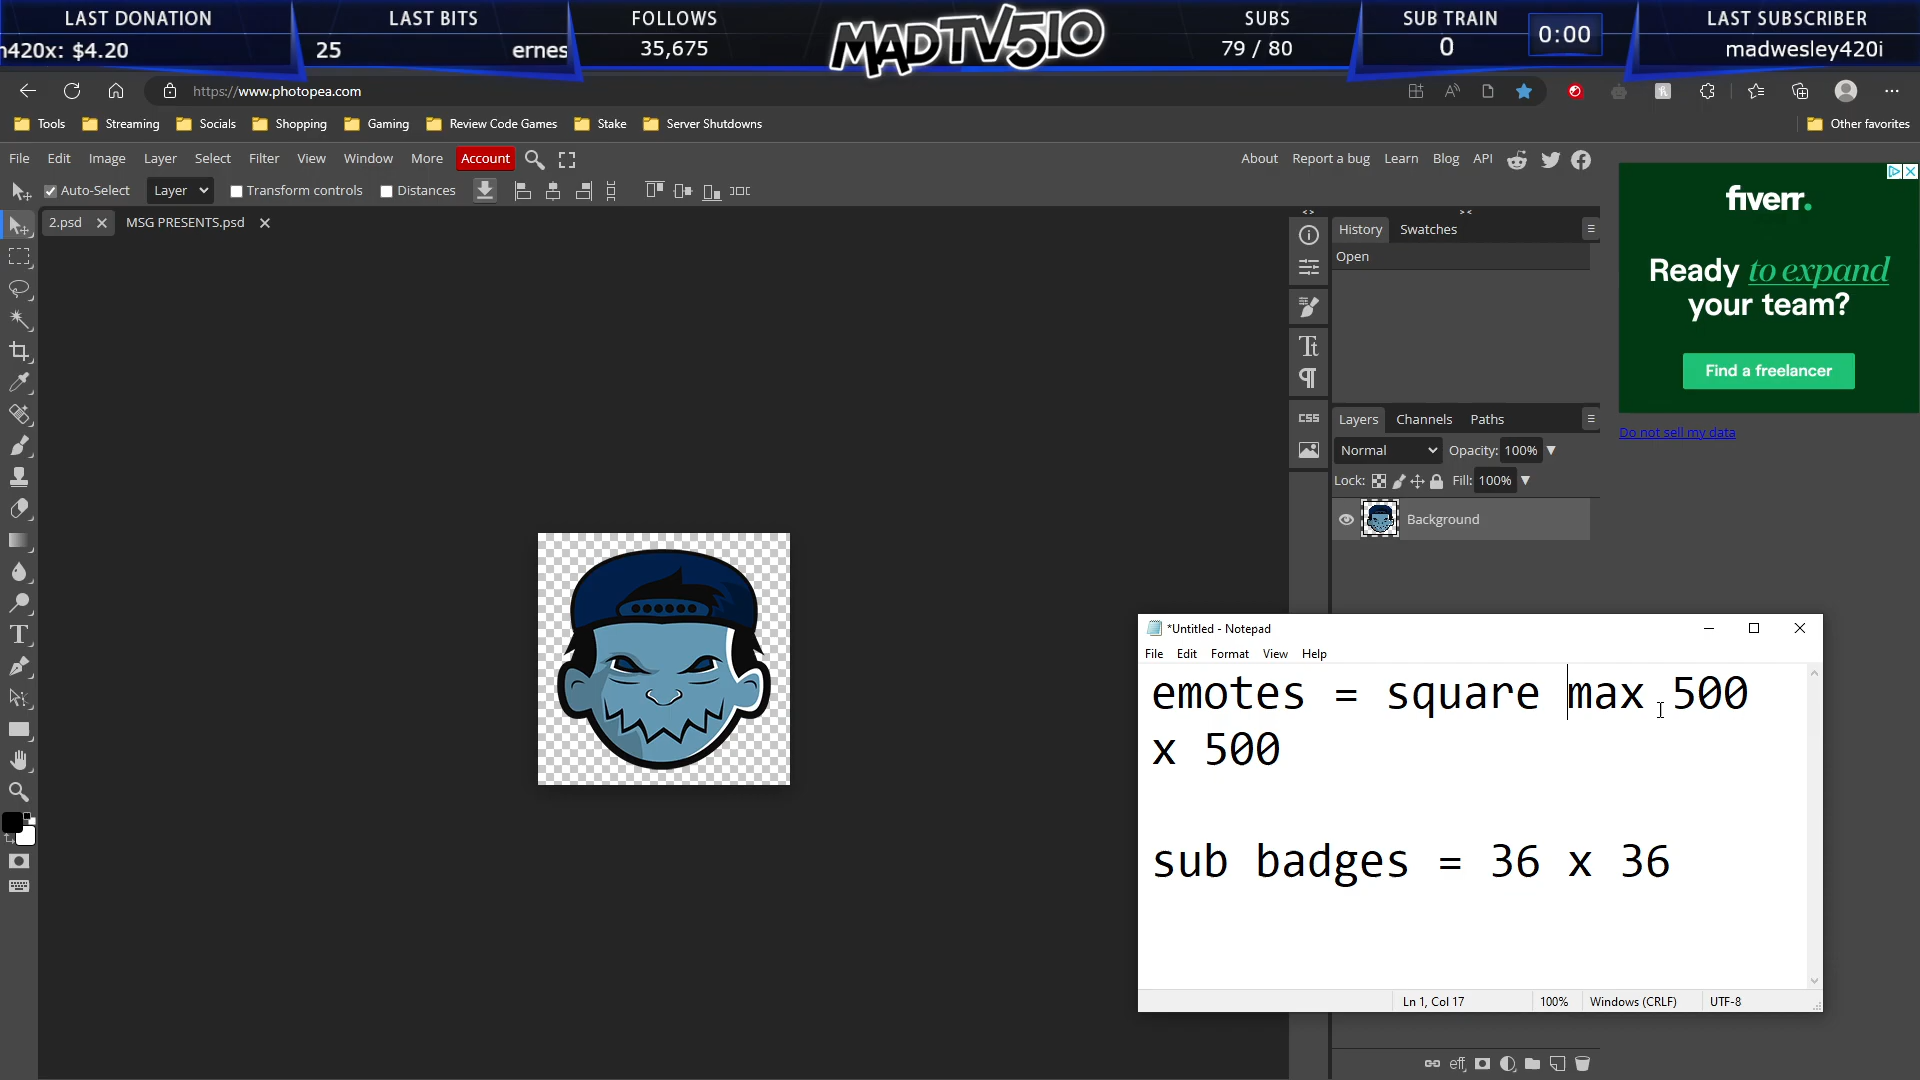 LAST DONATION
n420x: $4.20
LAST BITS
25 ernes
FOLLOWS
35,675
MADTV510
SUBS
79 / 80
SUB TRAIN
0
0:00
LAST SUBSCRIBER
madwesley420i
https://www.photopea.com
Tools Streaming Socials Shopping Gaming Review Code Games Stake Server Shutdowns Other favorites
File Edit Image Layer Select Filter View Window More Account About Report a bug Learn Blog API
Auto-Select Layer Transform controls Distances
2.psd MSG PRESENTS.psd
History Swatches
Open
CSS
Layers Channels Paths
Normal Opacity: 100%
Lock: Fill: 100%
Background
eff
fiverr.
Ready to expand
your team?
Find a freelancer
Do not sell my data
*Untitled - Notepad
File Edit Format View Help
emotes = square max 500
x 500
sub badges = 36 x 36
Ln 1, Col 17 100% Windows (CRLF) UTF-8